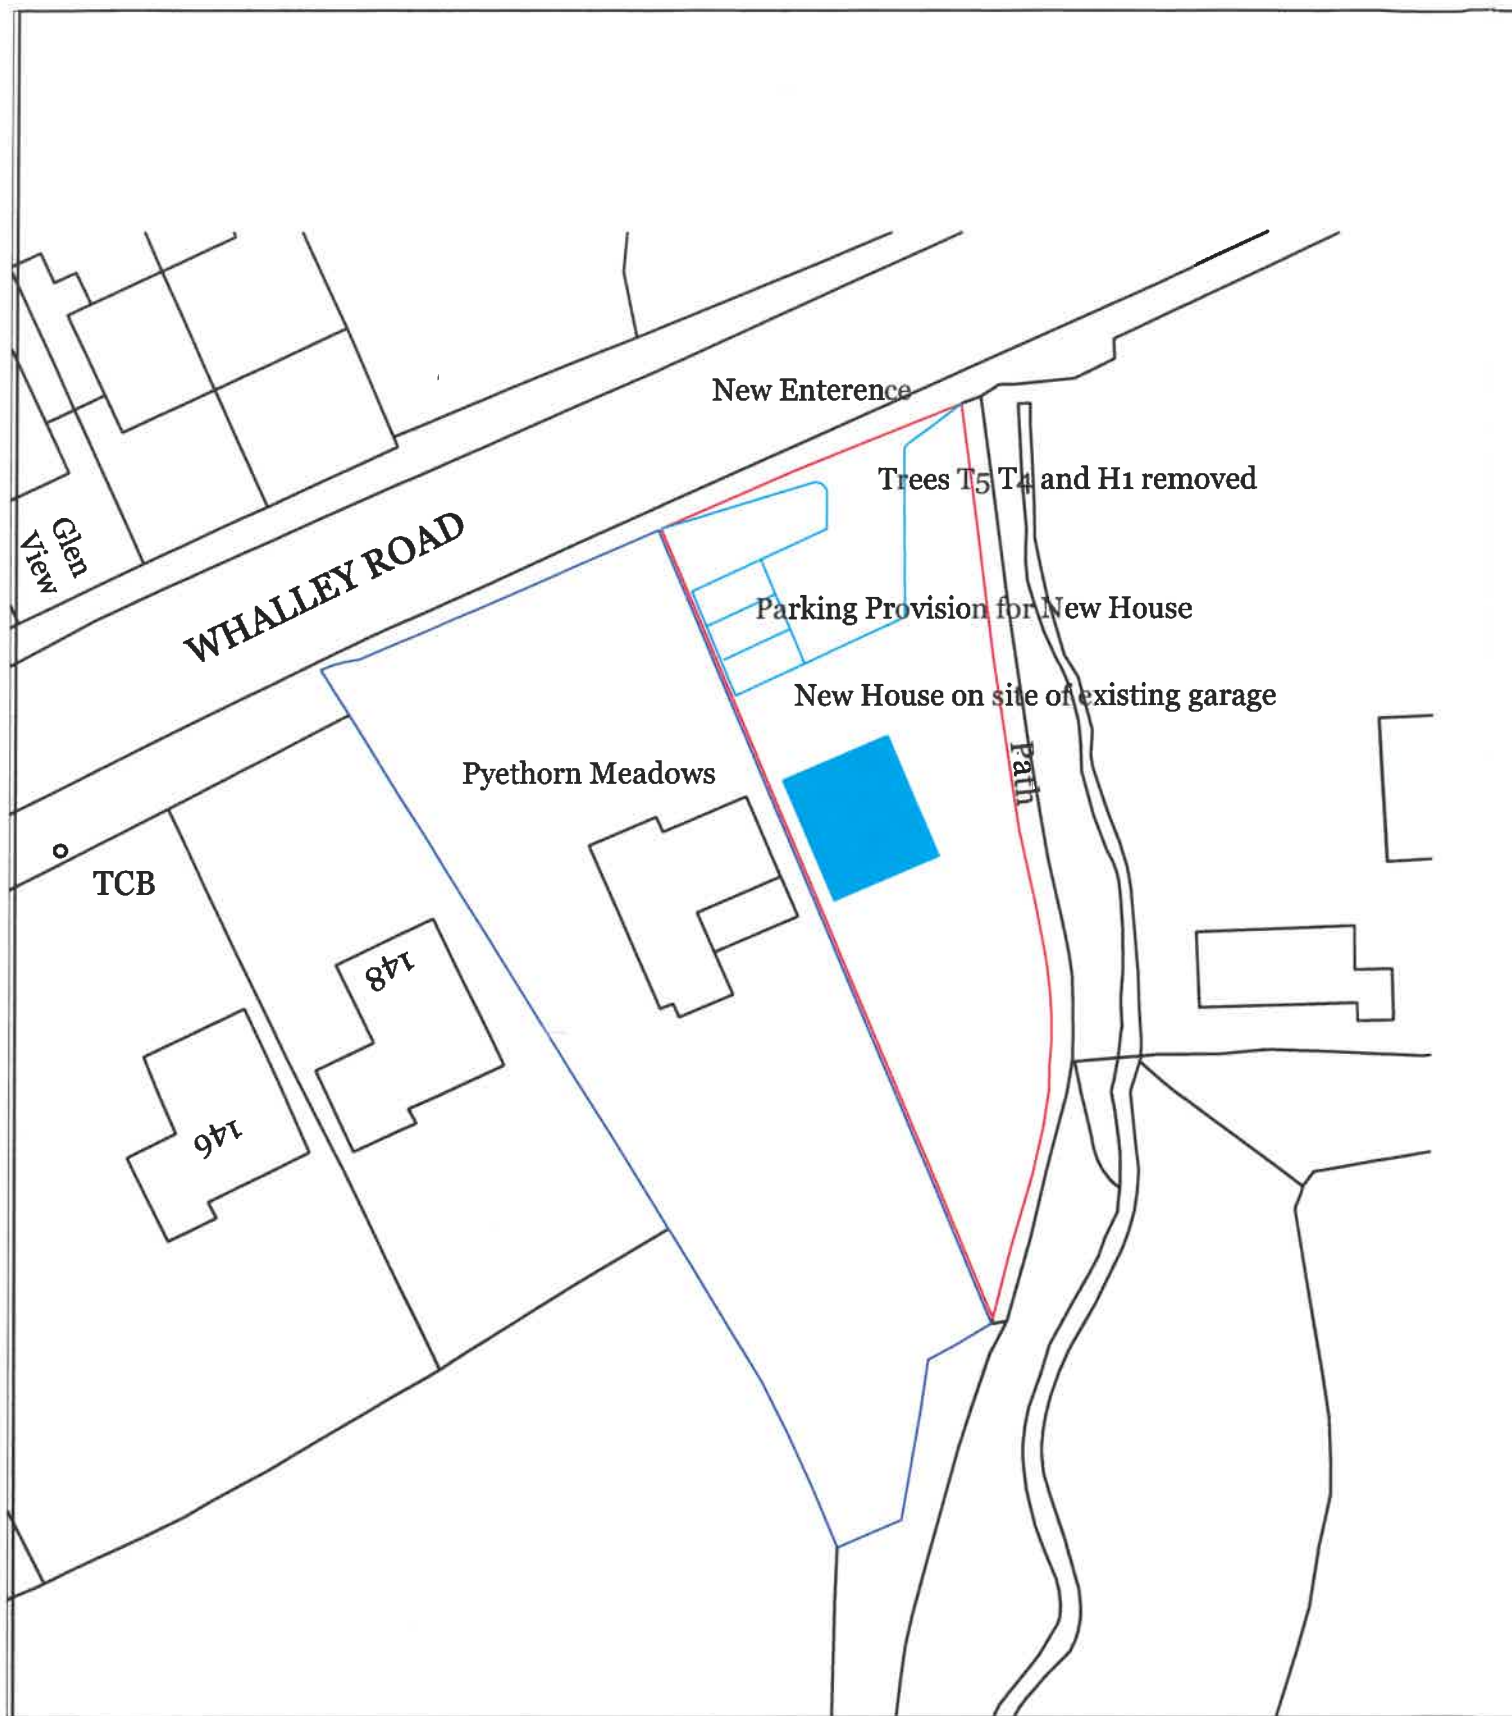 New Enterence
Trees T5 T4 and H1 removed
Glen
View
WHALLEY ROAD
Parking Provision for New House
New House on site of existing garage
Path
Pyethorn Meadows
TCB
148
146